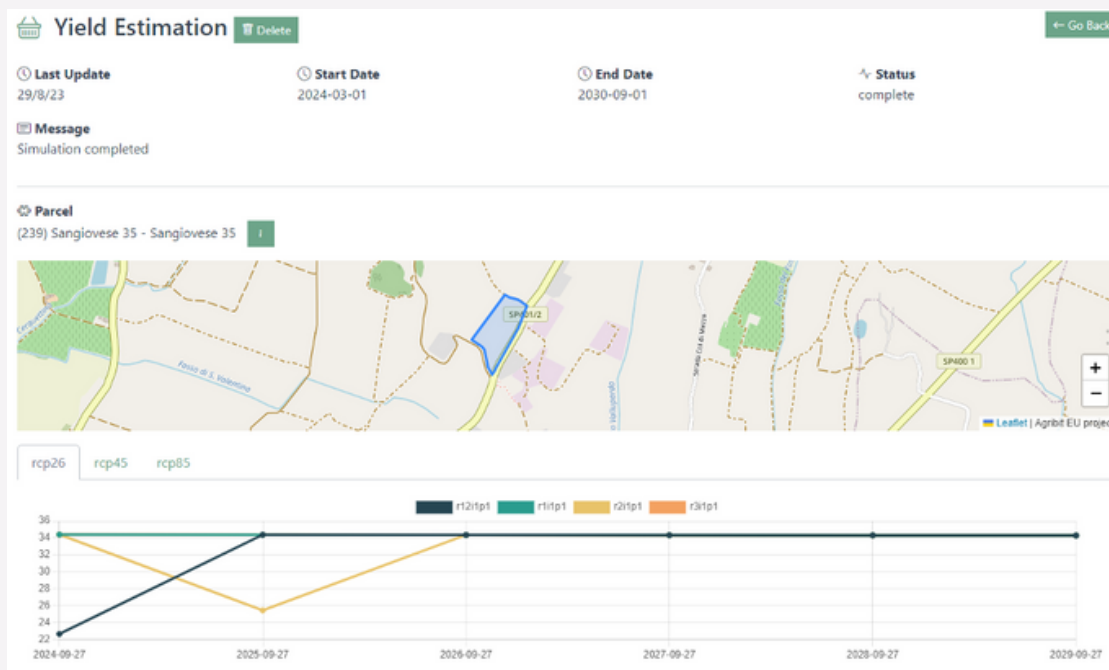 Yield Estimation Delete ← Go Back
Last Update Start Date End Date Status
29/8/23 2024-03-01 2030-09-01 complete
Message
Simulation completed
Parcel
(239) Sangiovese 35 - Sangiovese 35 i
SP401/2
SP400 1
Fosso di S. Valentino
+
−
Leaflet | Agribit EU project
rcp26 rcp45 rcp85
r12i1p1 r1i1p1 r2i1p1 r3i1p1
36
34
32
30
28
26
24
22
2024-09-27 2025-09-27 2026-09-27 2027-09-27 2028-09-27 2029-09-27